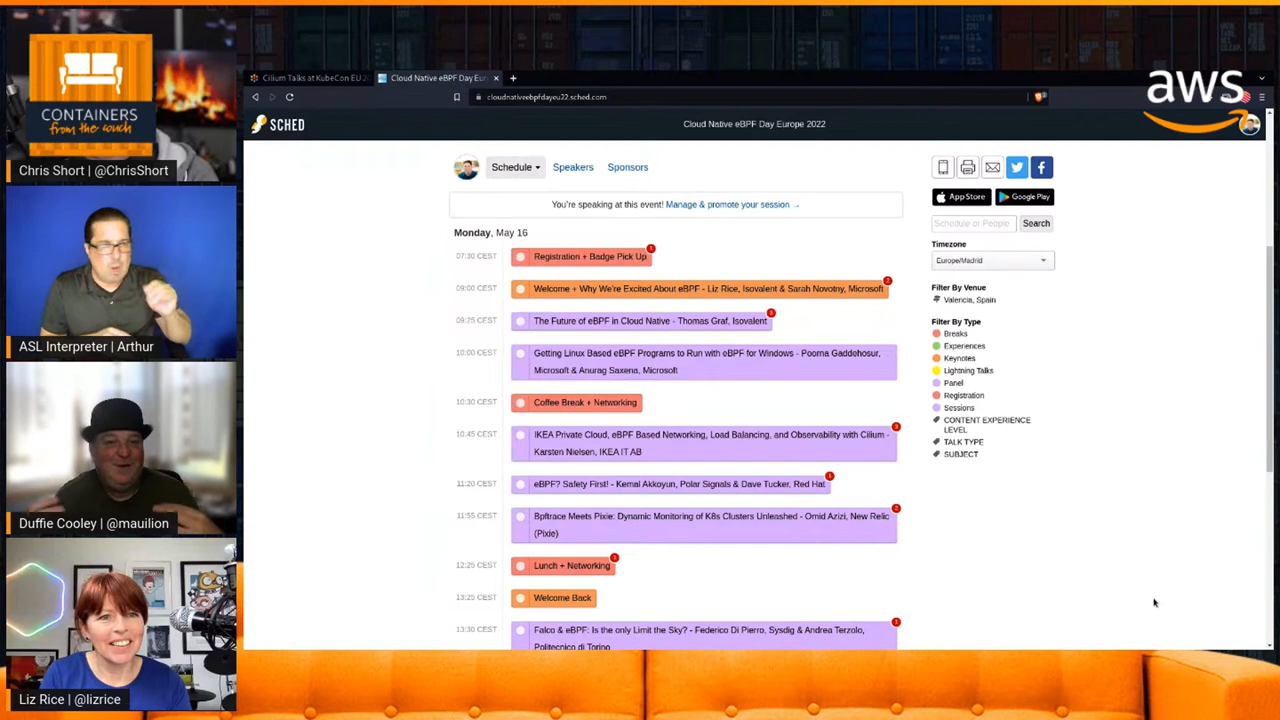 CONTAINERS
from the couch
Chris Short | @ChrisShort
ASL Interpreter | Arthur
Duffie Cooley | @mauilion
Liz Rice | @lizrice
aws
Cilium Talks at KubeCon EU
Cloud Native eBPF Day Eur
cloudnativeebpfdayeu22.sched.com
SCHED
Cloud Native eBPF Day Europe 2022
Schedule
Speakers
Sponsors
You're speaking at this event! Manage & promote your session →
Monday, May 16
07:30 CEST
Registration + Badge Pick Up
1
09:00 CEST
Welcome + Why We're Excited About eBPF - Liz Rice, Isovalent & Sarah Novotny, Microsoft
2
09:25 CEST
The Future of eBPF in Cloud Native - Thomas Graf, Isovalent
10:00 CEST
Getting Linux Based eBPF Programs to Run with eBPF for Windows - Poorna Gaddehosur,
Microsoft & Anurag Saxena, Microsoft
10:30 CEST
Coffee Break + Networking
10:45 CEST
IKEA Private Cloud, eBPF Based Networking, Load Balancing, and Observability with Cilium -
Karsten Nielsen, IKEA IT AB
11:20 CEST
eBPF? Safety First! - Kemal Akkoyun, Polar Signals & Dave Tucker, Red Hat
1
11:55 CEST
Bpftrace Meets Pixie: Dynamic Monitoring of K8s Clusters Unleashed - Omid Azizi, New Relic
(Pixie)
2
12:25 CEST
Lunch + Networking
1
13:25 CEST
Welcome Back
13:30 CEST
Falco & eBPF: Is the only Limit the Sky? - Federico Di Pierro, Sysdig & Andrea Terzolo,
Politecnico di Torino
1
App Store
Google Play
Schedule or People
Search
Timezone
Europe/Madrid
Filter By Venue
Valencia, Spain
Filter By Type
Breaks
Experiences
Keynotes
Lightning Talks
Panel
Registration
Sessions
CONTENT EXPERIENCE
LEVEL
TALK TYPE
SUBJECT